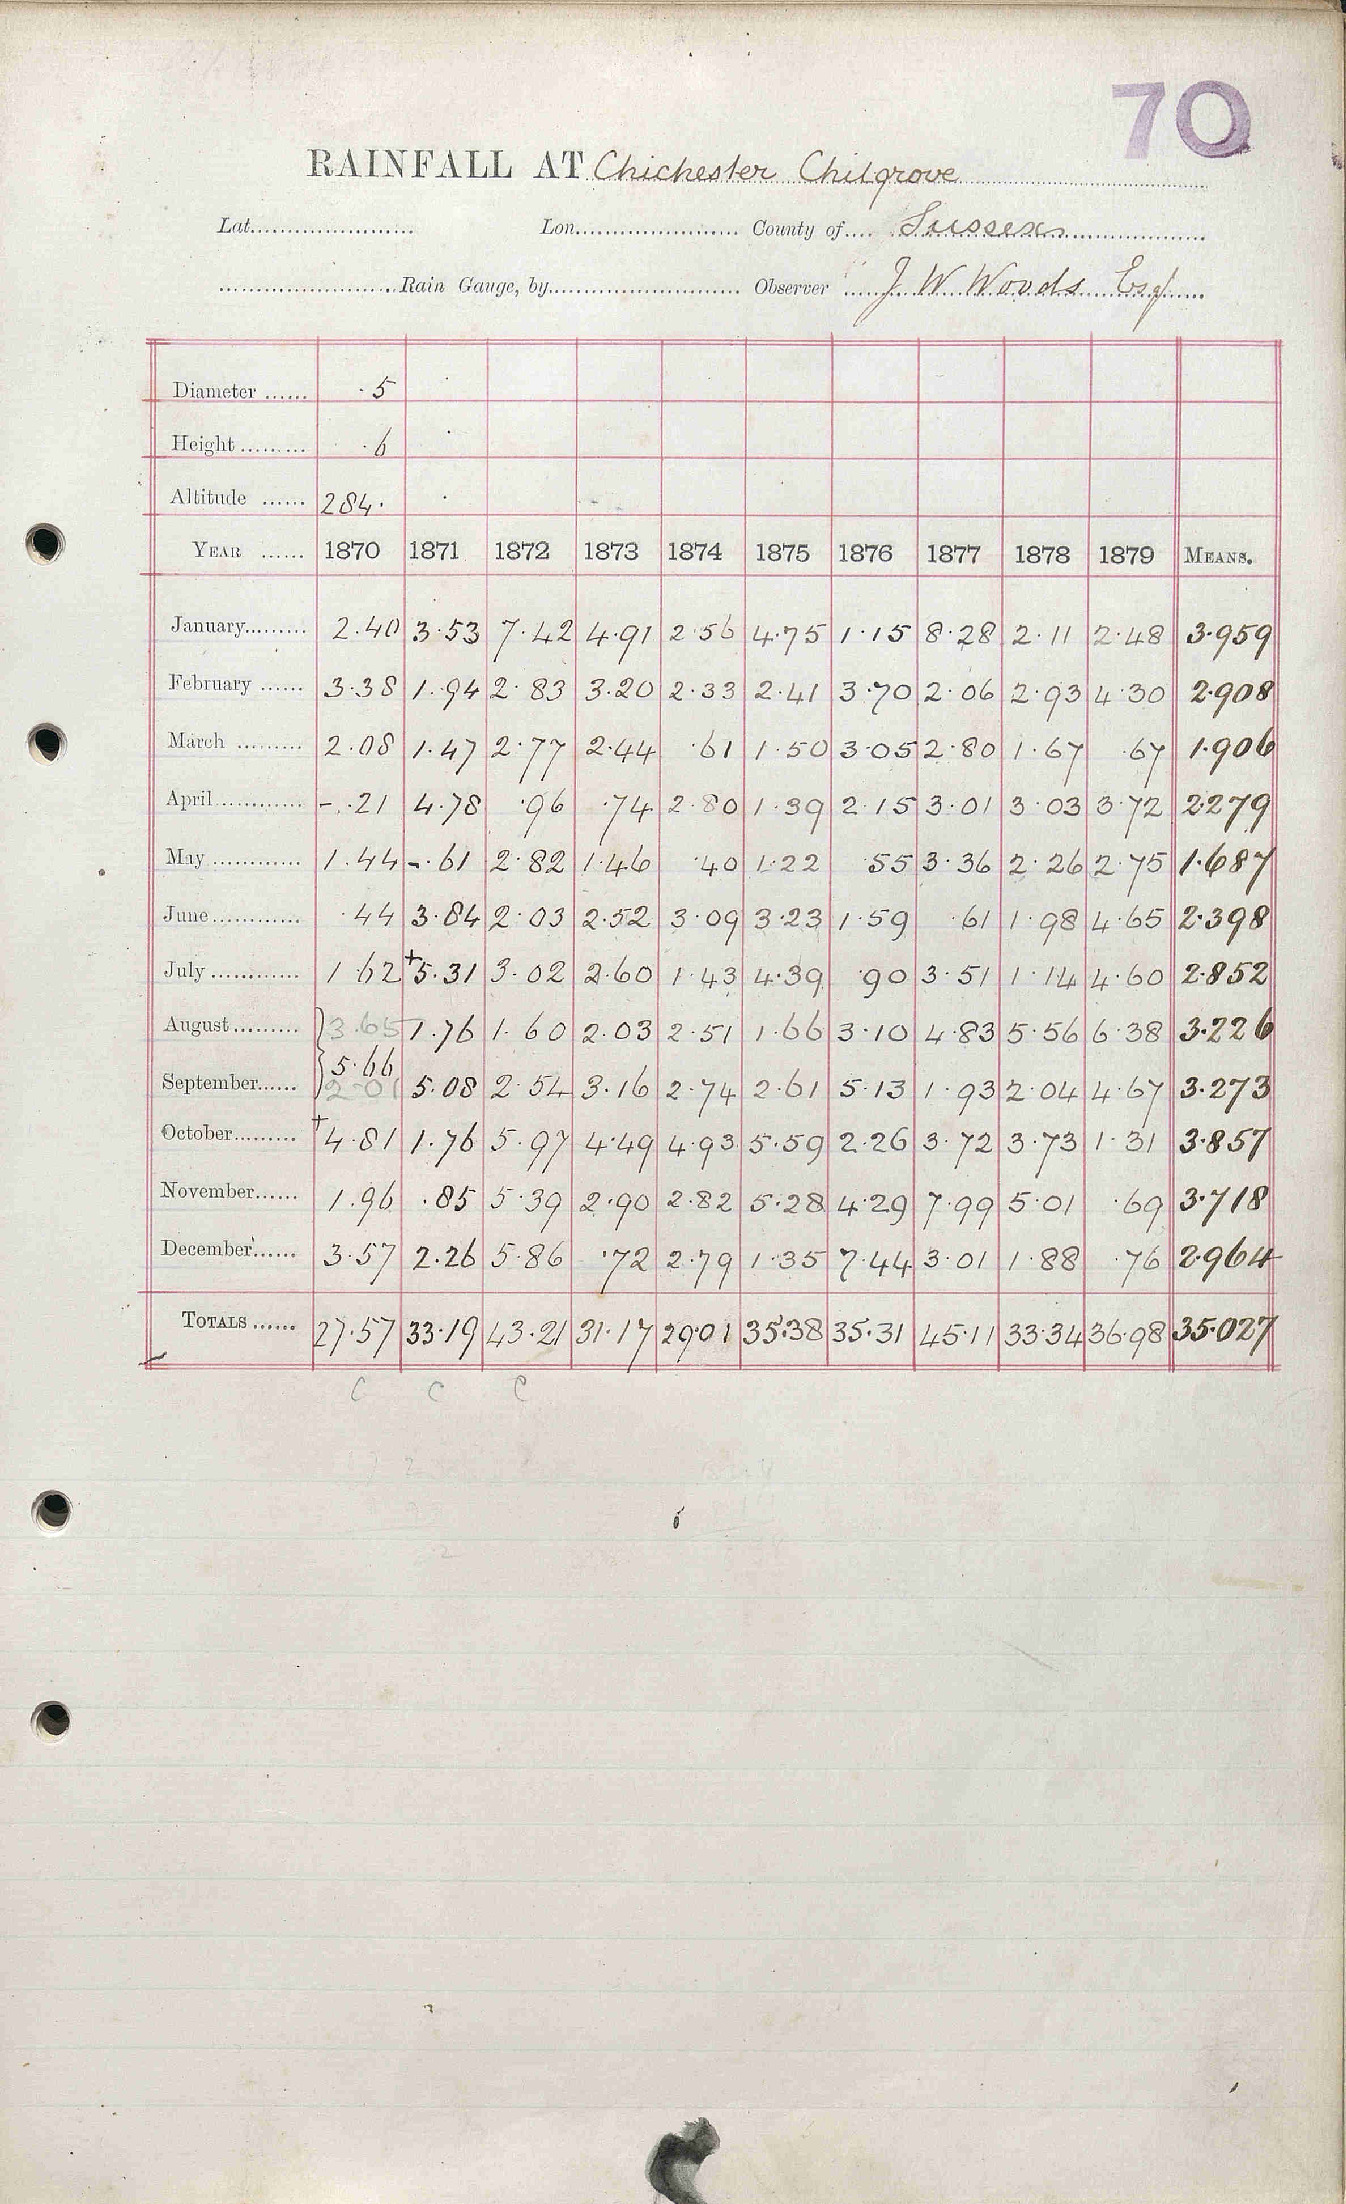 70
RAINFALL AT Chichester Chilgrove
Lat. Lon. County of Sussex
Rain Gauge, by Observer J W Woods Esq
Diameter ...... ·5
Height ......... ·6
Altitude ...... 284·
YEAR ...... 1870 1871 1872 1873 1874 1875 1876 1877 1878 1879 MEANS.
January......... 2.40 3·53 7·42 4·91 2·56 4·75 1·15 8·28 2·11 2·48 3·959
February ...... 3·38 1·94 2·83 3·20 2·33 2·41 3·70 2·06 2·93 4·30 2·908
March ......... 2·08 1·47 2·77 2·44 ·61 1·50 3·05 2·80 1·67 ·67 1·906
April............ -·21 4·78 ·96 ·74 2·80 1·39 2·15 3·01 3·03 3·72 2·279
May ............ 1·44 -·61 2·82 1·46 ·40 1·22 ·55 3·36 2·26 2·75 1·687
June............ ·44 3·84 2·03 2·52 3·09 3·23 1·59 ·61 1·98 4·65 2·398
July ............ 1·62 +5·31 3·02 2·60 1·43 4·39 ·90 3·51 1·14 4·60 2·852
August ......... 3·65 1·76 1·60 2·03 2·51 1·66 3·10 4·83 5·56 6·38 3·226
5·66
September...... 2·01 5·08 2·54 3·16 2·74 2·61 5·13 1·93 2·04 4·67 3·273
October......... +4·81 1·76 5·97 4·49 4·93 5·59 2·26 3·72 3·73 1·31 3·857
November...... 1·96 ·85 5·39 2·90 2·82 5·28 4·29 7·99 5·01 ·69 3·718
December...... 3·57 2·26 5·86 ·72 2·79 1·35 7·44 3·01 1·88 ·76 2·964
TOTALS ...... 27·57 33·19 43·21 31·17 29·01 35·38 35·31 45·11 33·34 36·98 35·027
C C C